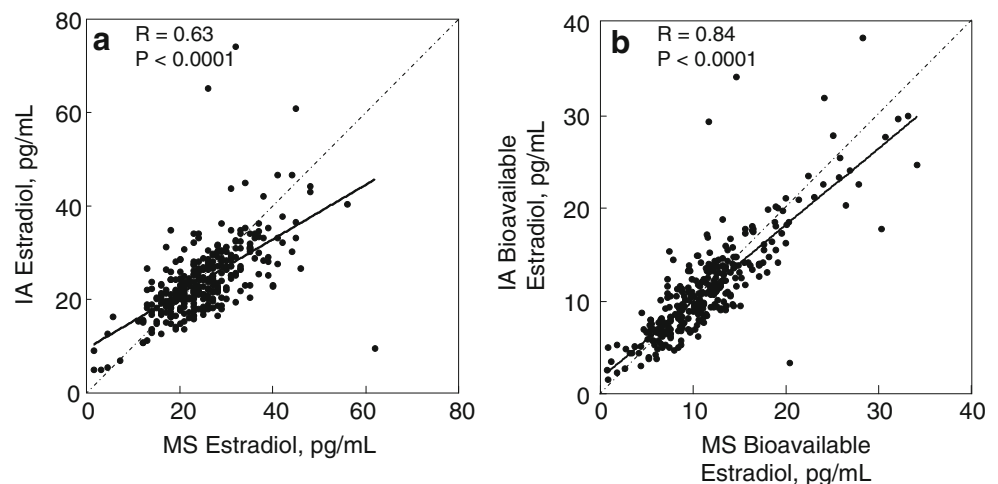 a
R = 0.63
P < 0.0001
80
60
40
20
0
IA Estradiol, pg/mL
0 20 40 60 80
MS Estradiol, pg/mL
b
R = 0.84
P < 0.0001
40
30
20
10
0
IA Bioavailable
Estradiol, pg/mL
0 10 20 30 40
MS Bioavailable
Estradiol, pg/mL